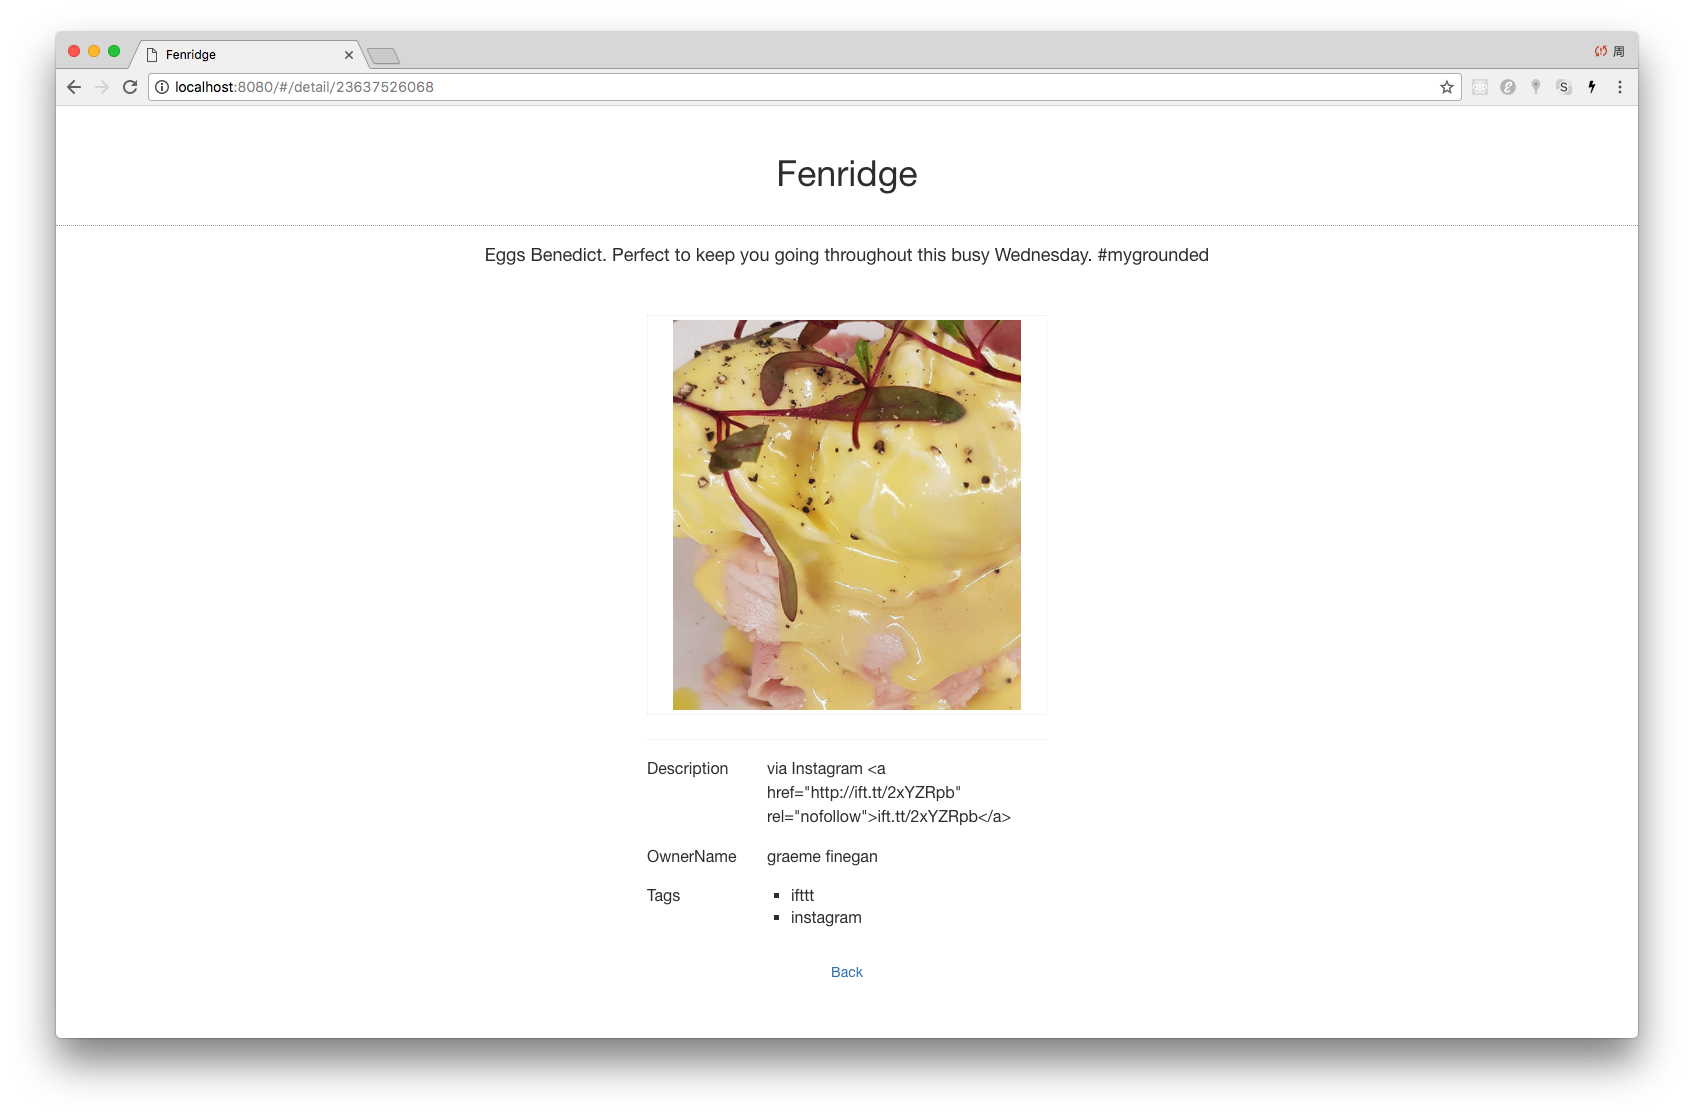 Fenridge
周
localhost:8080/#/detail/23637526068
S
Fenridge
Eggs Benedict. Perfect to keep you going throughout this busy Wednesday. #mygrounded
Description
via Instagram <a
href="http://ift.tt/2xYZRpb"
rel="nofollow">ift.tt/2xYZRpb</a>
OwnerName
graeme finegan
Tags
ifttt
instagram
Back